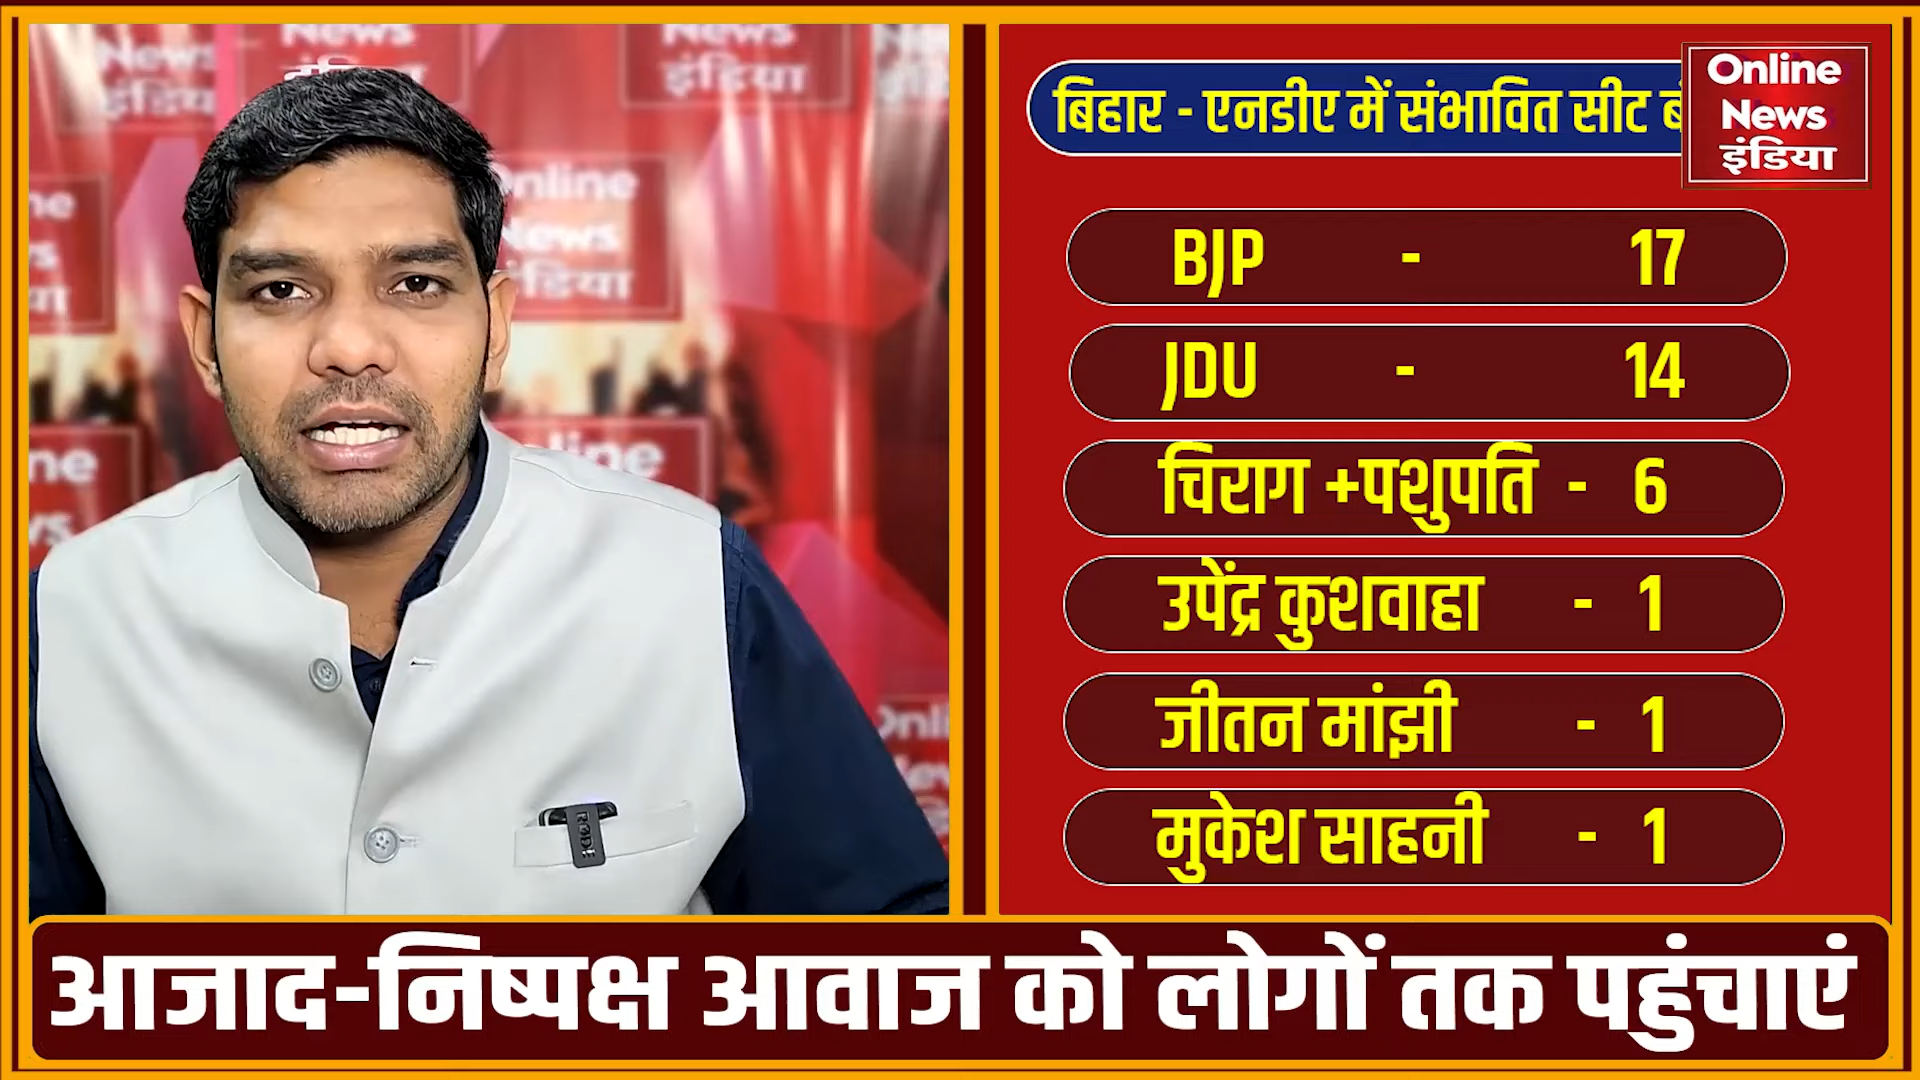 बिहार - एनडीए में संभावित सीट
Online
News
इंडिया
BJP - 17
JDU - 14
चिराग +पशुपति - 6
उपेंद्र कुशवाहा - 1
जीतन मांझी - 1
मुकेश साहनी - 1
RØDE
आजाद-निष्पक्ष आवाज को लोगों तक पहुंचाएं